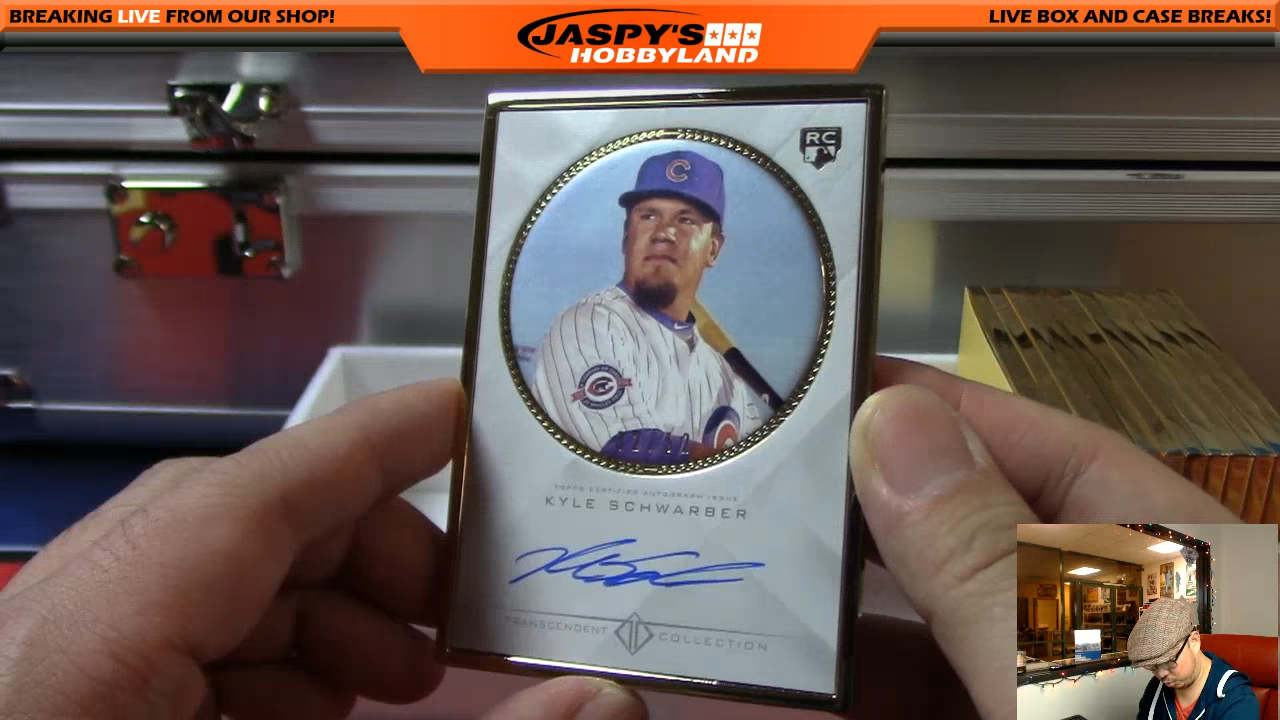 BREAKING LIVE FROM OUR SHOP!
JASPY'S
HOBBYLAND
LIVE BOX AND CASE BREAKS!
RC
C
TOPPS CERTIFIED AUTOGRAPH ISSUE
KYLE SCHWARBER
TRANSCENDENT COLLECTION